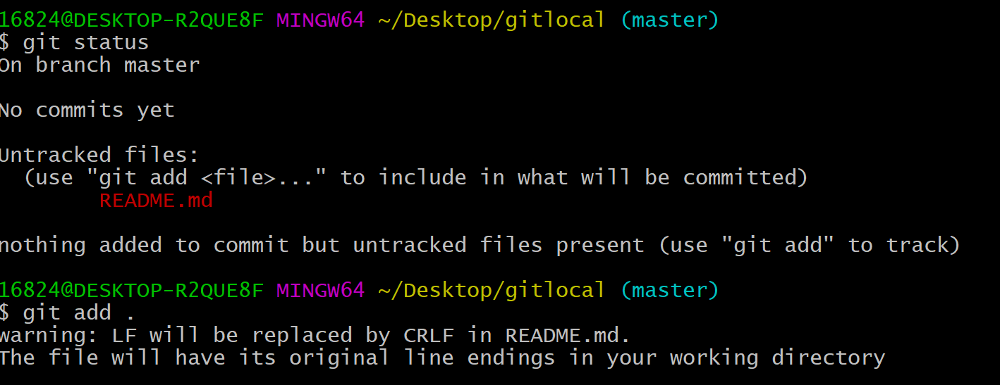 16824@DESKTOP-R2QUE8F MINGW64 ~/Desktop/gitlocal (master)
$ git status
On branch master
No commits yet
Untracked files:
(use "git add <file>..." to include in what will be committed)
README.md
nothing added to commit but untracked files present (use "git add" to track)
16824@DESKTOP-R2QUE8F MINGW64 ~/Desktop/gitlocal (master)
$ git add .
warning: LF will be replaced by CRLF in README.md.
The file will have its original line endings in your working directory